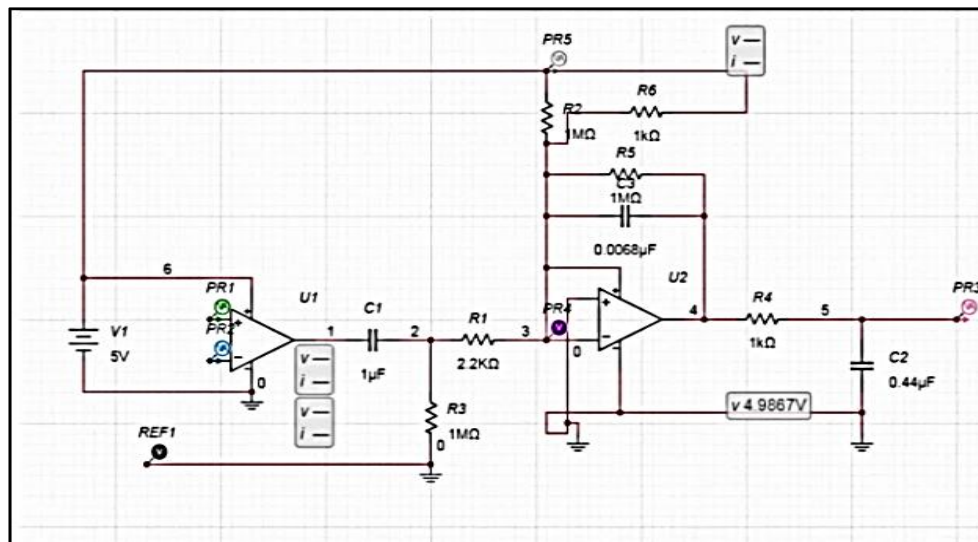 PR5
v —
i —
R6
R2
1MΩ
1kΩ
R5
C3
1MΩ
0.0068µF
6
PR1
U1
C1
PR4
U2
PR3
PR2
V1
5V
1
2
R1
3
4
R4
5
0
0
1µF
2.2KΩ
1kΩ
C2
0.44µF
v —
i —
v —
i —
R3
1MΩ
0
v 4.9867V
REF1